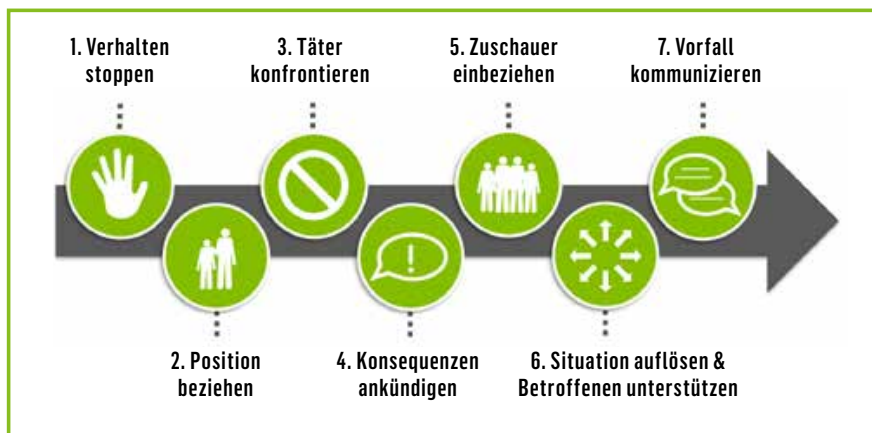 1. Verhalten
stoppen
2. Position
beziehen
3. Täter
konfrontieren
4. Konsequenzen
ankündigen
!
5. Zuschauer
einbeziehen
6. Situation auflösen &
Betroffenen unterstützen
7. Vorfall
kommunizieren